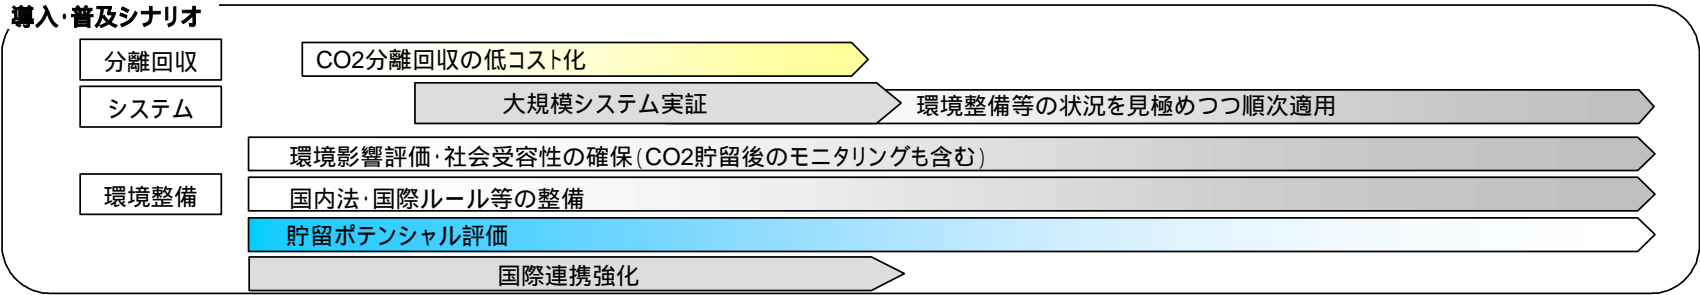 導入・普及シナリオ
分離回収
CO2分離回収の低コスト化
システム
大規模システム実証
環境整備等の状況を見極めつつ順次適用
環境影響評価・社会受容性の確保(CO2貯留後のモニタリングも含む)
環境整備
国内法・国際ルール等の整備
貯留ポテンシャル評価
国際連携強化